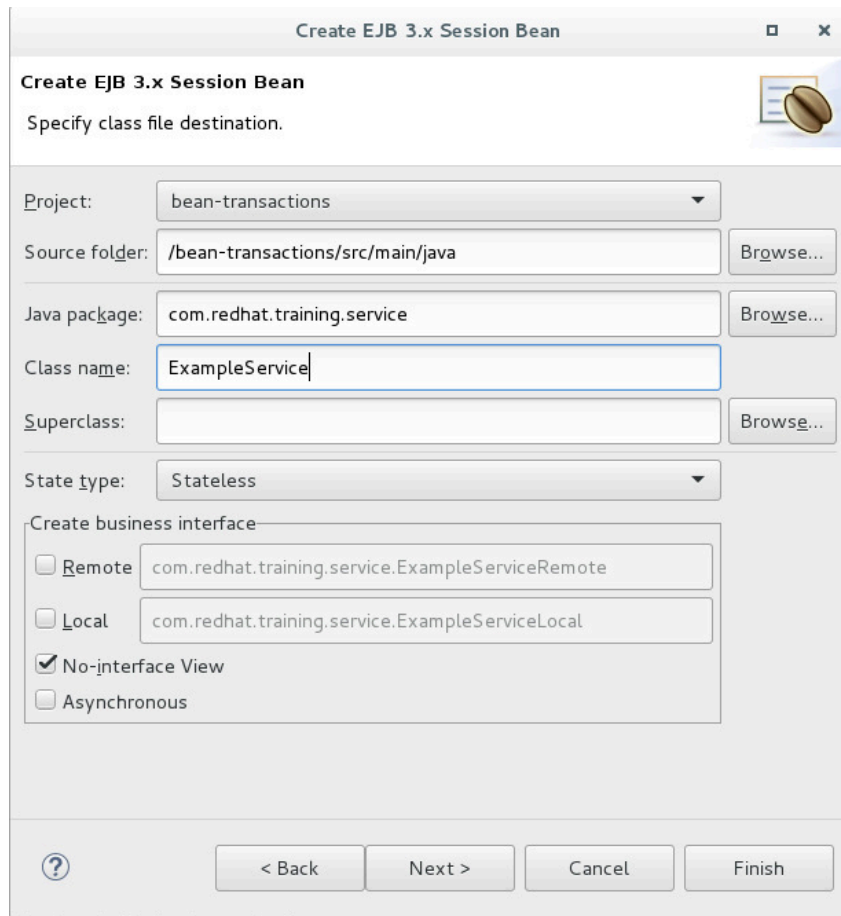 Create EJB 3.x Session Bean
Create EJB 3.x Session Bean
Specify class file destination.
Project: bean-transactions
Source folder: /bean-transactions/src/main/java Browse...
Java package: com.redhat.training.service Browse...
Class name: ExampleService
Superclass: Browse...
State type: Stateless
Create business interface
Remote com.redhat.training.service.ExampleServiceRemote
Local com.redhat.training.service.ExampleServiceLocal
No-interface View
Asynchronous
? < Back Next > Cancel Finish